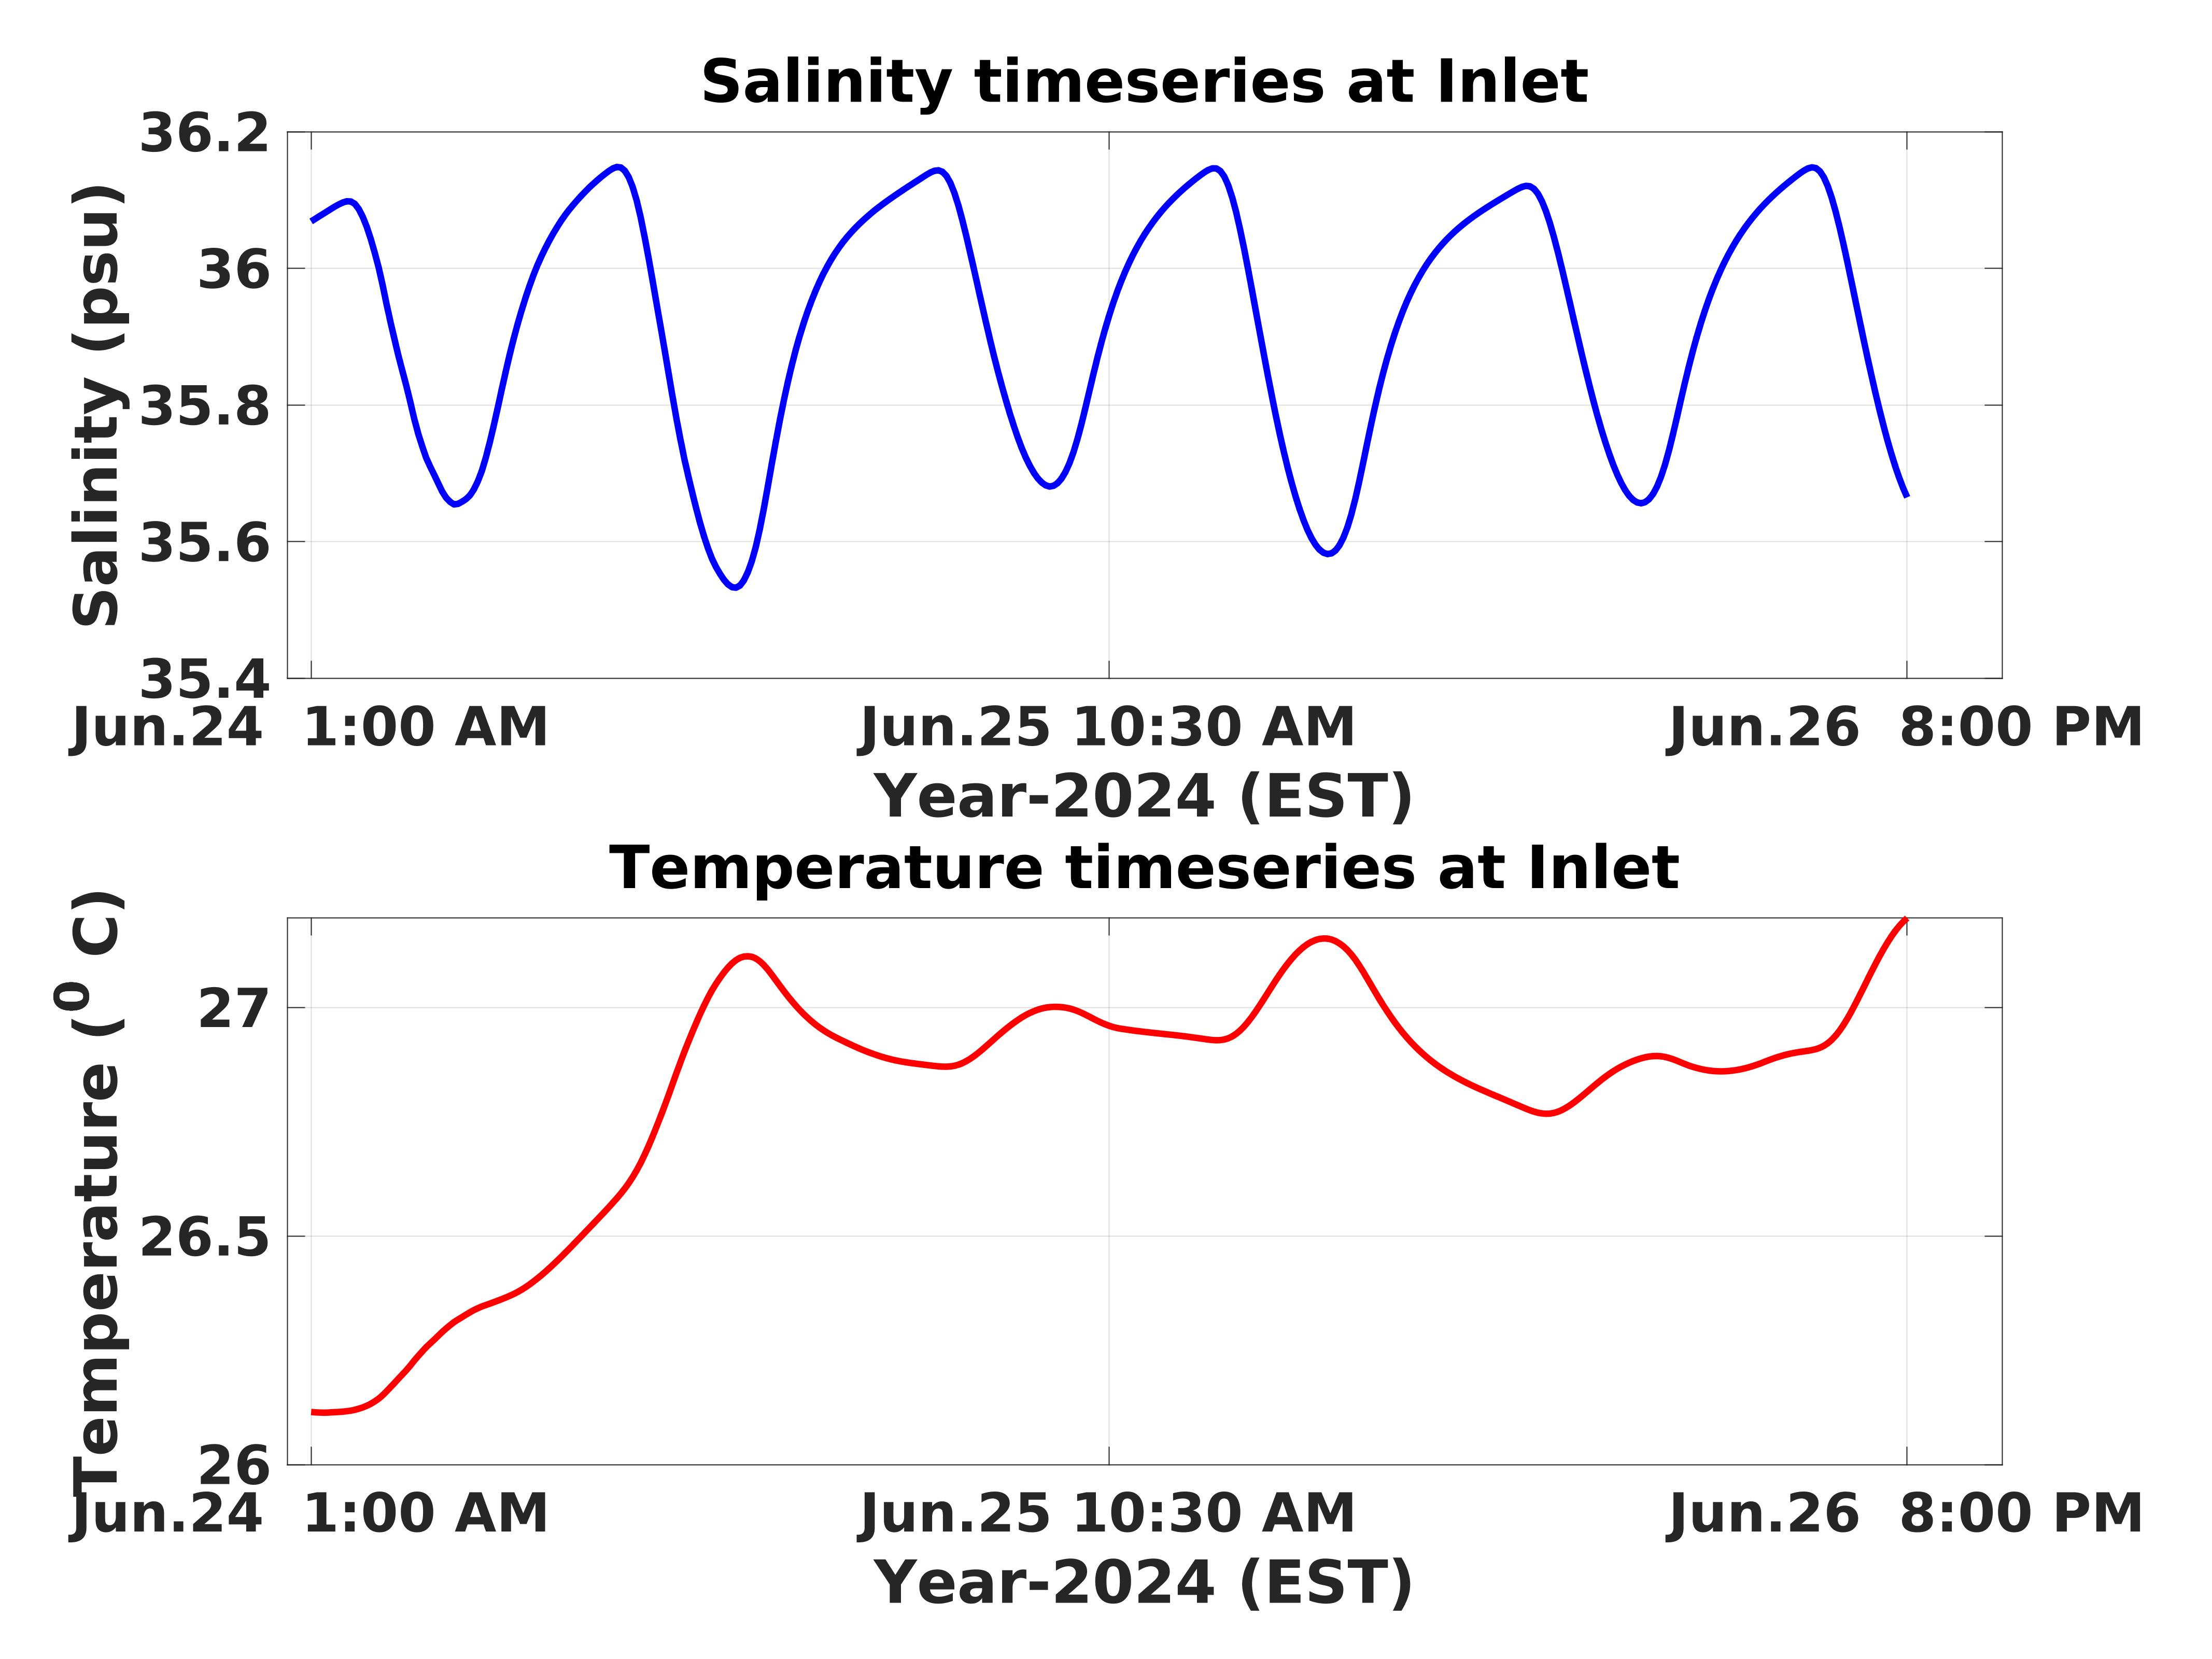 Salinity timeseries at Inlet
Salinity (psu)
36.2
36
35.8
35.6
35.4
Jun.24  1:00 AM
Jun.25 10:30 AM
Jun.26  8:00 PM
Year-2024 (EST)
Temperature timeseries at Inlet
Temperature (⁰ C)
27
26.5
26
Jun.24  1:00 AM
Jun.25 10:30 AM
Jun.26  8:00 PM
Year-2024 (EST)